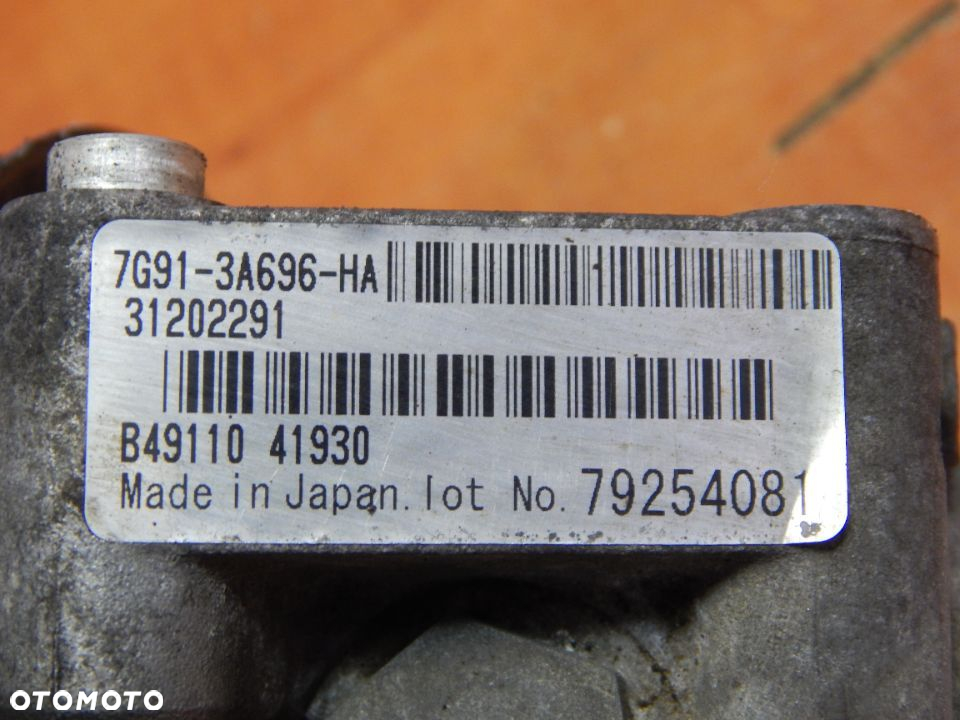 7G91-3A696-HA
31202291
B49110 41930
Made in Japan. lot No. 79254081
OTOMOTO